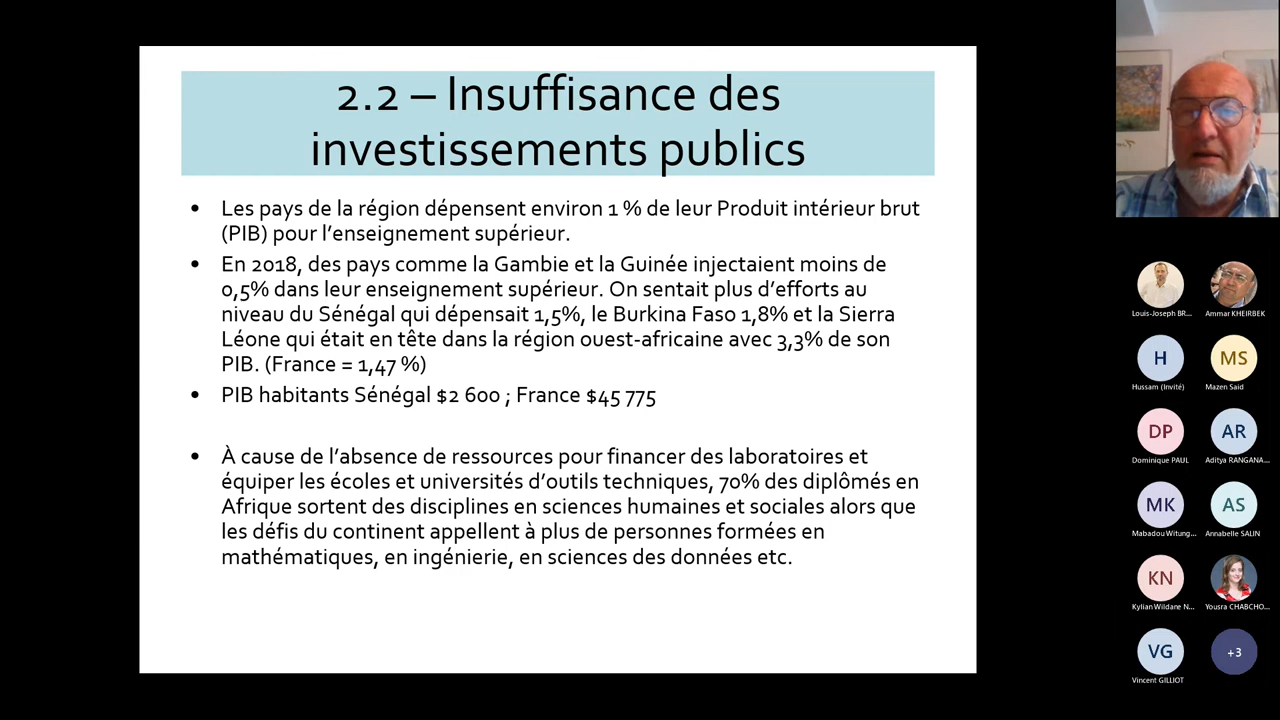 2.2 – Insuffisance des
investissements publics
• Les pays de la région dépensent environ 1 % de leur Produit intérieur brut
(PIB) pour l’enseignement supérieur.
• En 2018, des pays comme la Gambie et la Guinée injectaient moins de
0,5% dans leur enseignement supérieur. On sentait plus d’efforts au
niveau du Sénégal qui dépensait 1,5%, le Burkina Faso 1,8% et la Sierra
Léone qui était en tête dans la région ouest-africaine avec 3,3% de son
PIB. (France = 1,47 %)
• PIB habitants Sénégal $2 600 ; France $45 775
• À cause de l’absence de ressources pour financer des laboratoires et
équiper les écoles et universités d’outils techniques, 70% des diplômés en
Afrique sortent des disciplines en sciences humaines et sociales alors que
les défis du continent appellent à plus de personnes formées en
mathématiques, en ingénierie, en sciences des données etc.
Louis-Joseph BR...
Ammar KHEIRBEK
H
Hussam (Invité)
MS
Mazen Said
DP
Dominique PAUL
AR
Aditya RANGANA...
MK
Mabadou Witung...
AS
Annabelle SALIN
KN
Kylian Wildane N...
Yousra CHABCHO...
VG
Vincent GILLIOT
+3